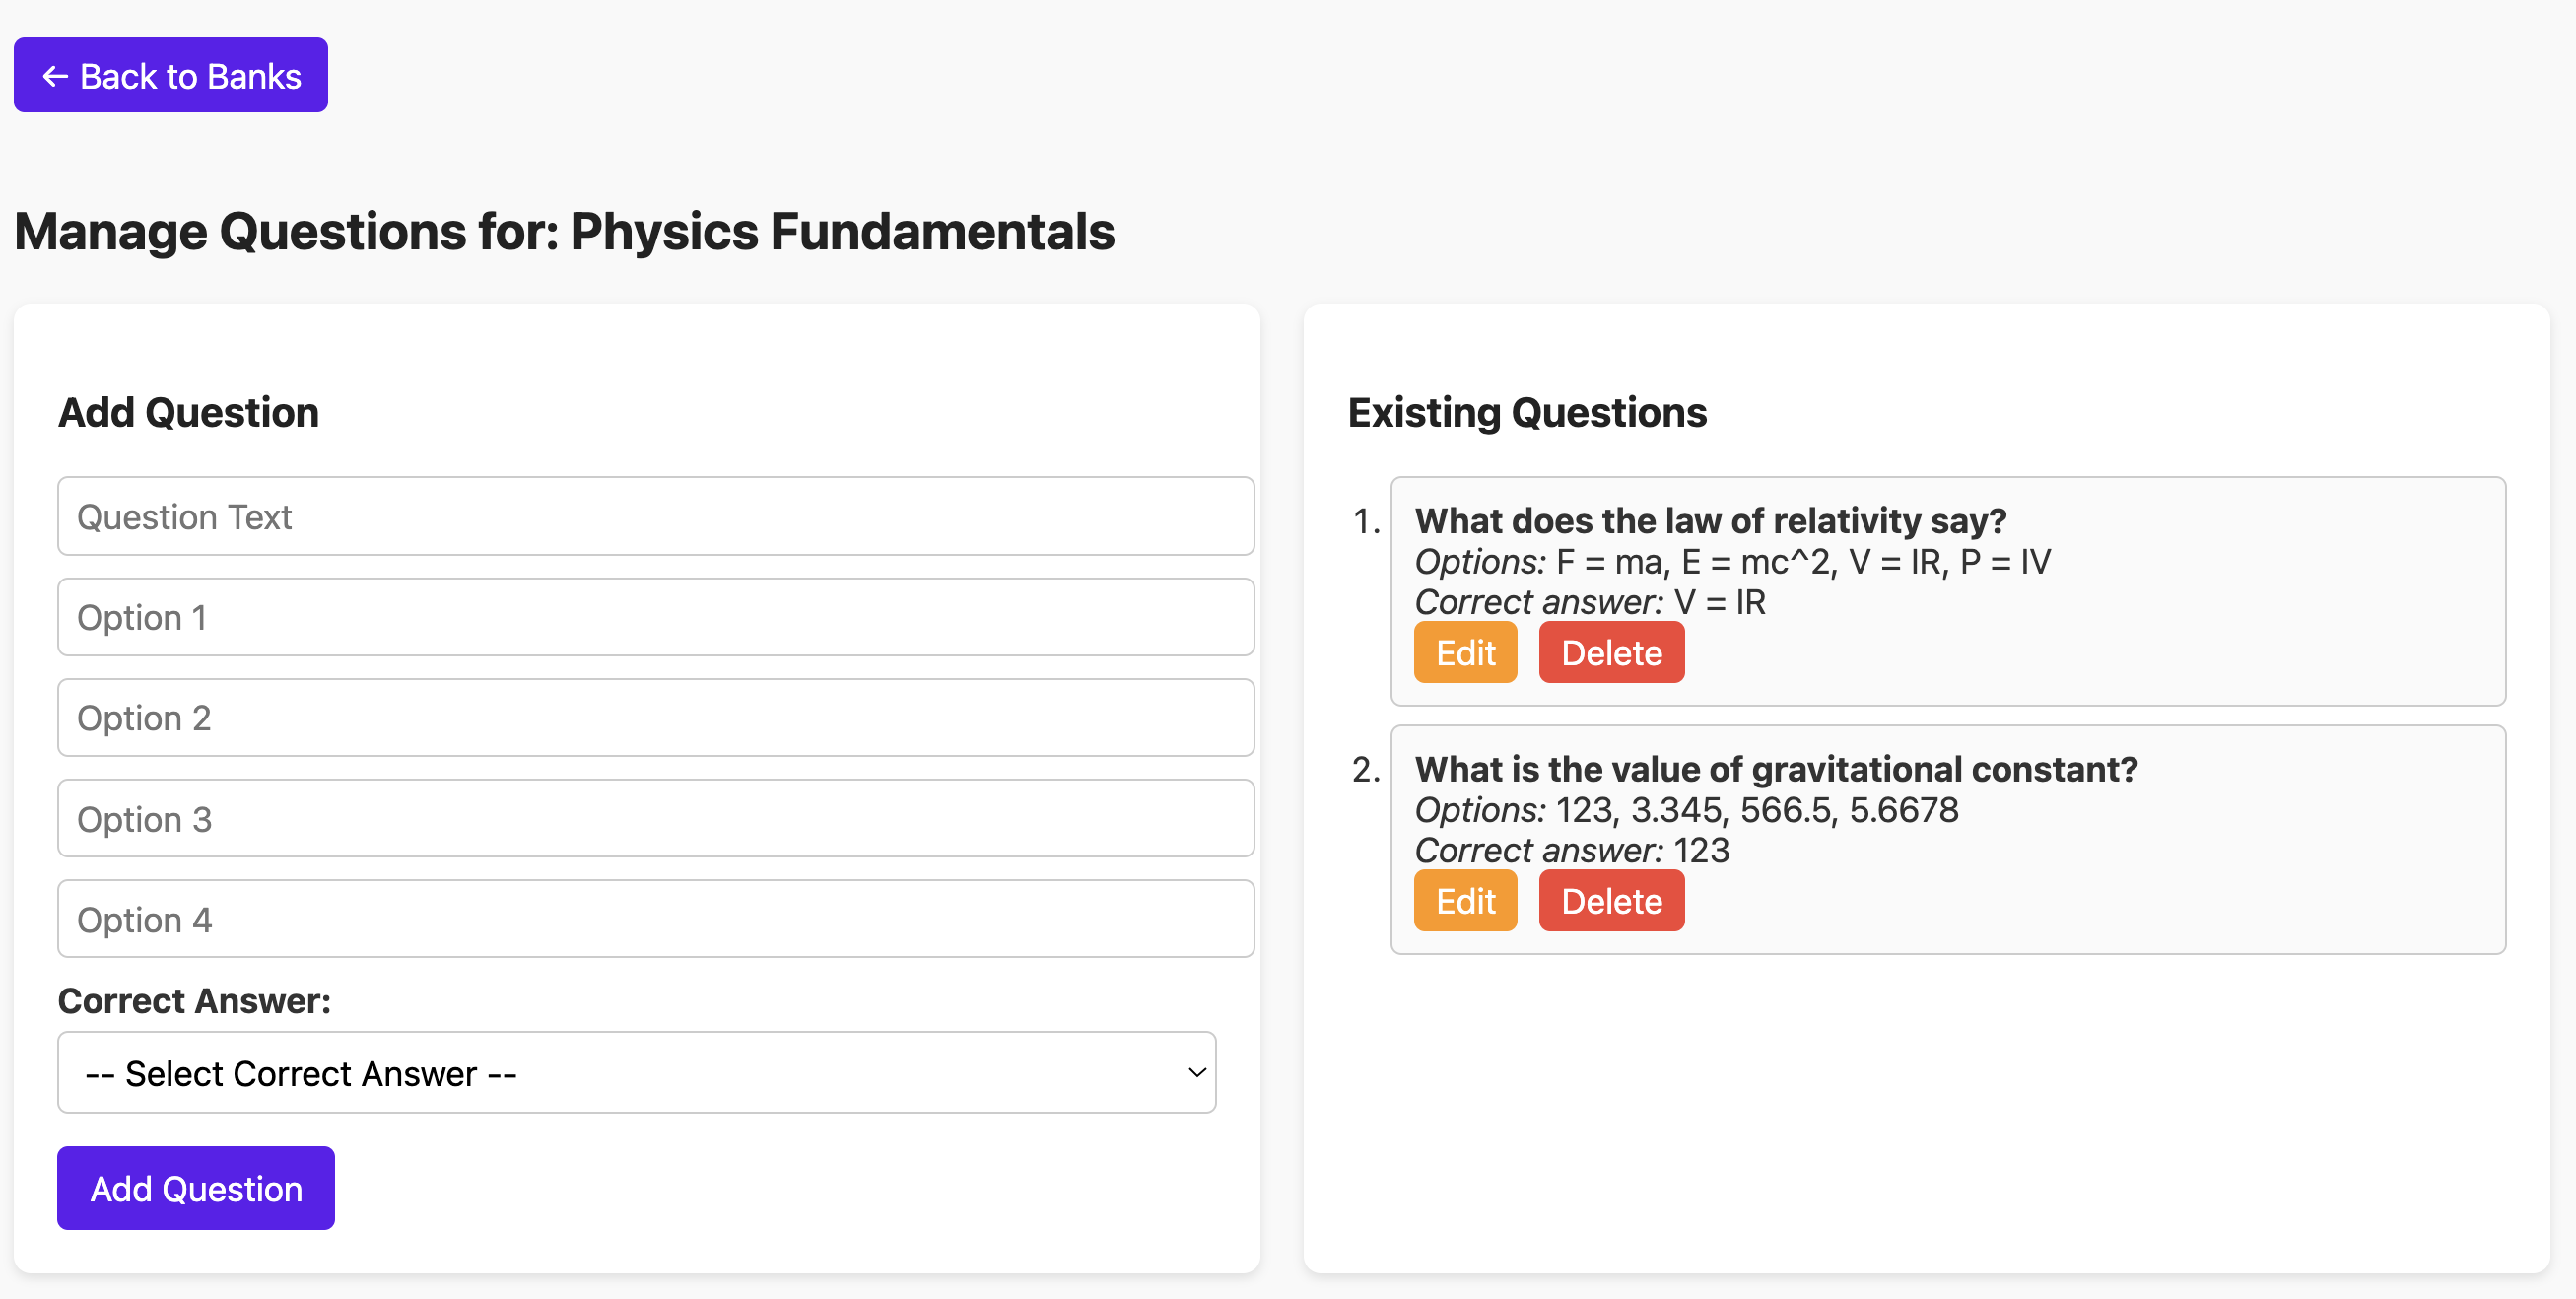 ← Back to Banks
Manage Questions for: Physics Fundamentals
Add Question
Question Text
Option 1
Option 2
Option 3
Option 4
Correct Answer:
-- Select Correct Answer --
Add Question
Existing Questions
1. What does the law of relativity say?
Options: F = ma, E = mc^2, V = IR, P = IV
Correct answer: V = IR
Edit Delete
2. What is the value of gravitational constant?
Options: 123, 3.345, 566.5, 5.6678
Correct answer: 123
Edit Delete